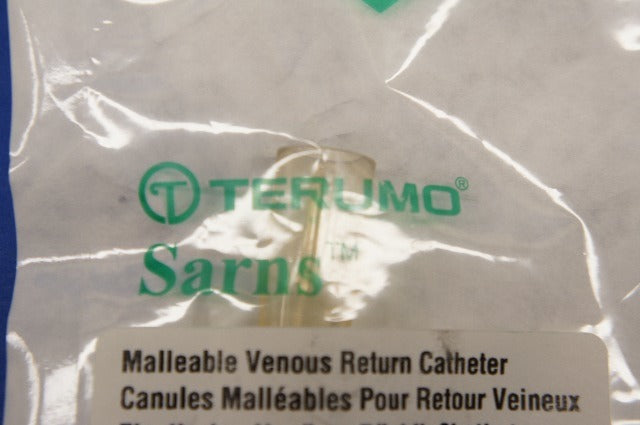 TERUMO®
Sarns™
Malleable Venous Return Catheter
Canules Malléables Pour Retour Veineux